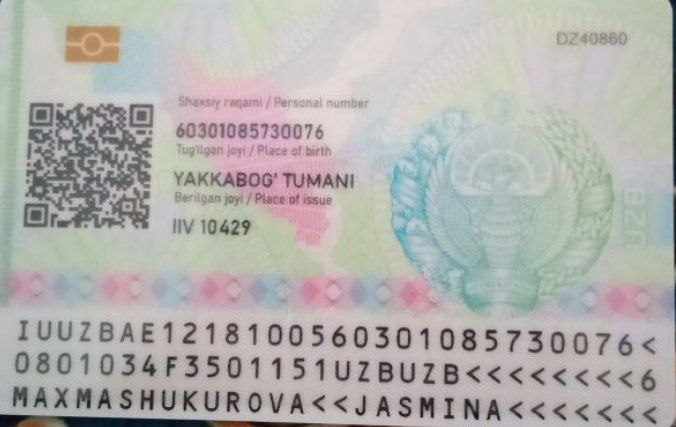 DZ40860
Shaxsiy raqami / Personal number
60301085730076
Tug'ilgan joyi / Place of birth
YAKKABOG' TUMANI
Berilgan joyi / Place of issue
IIV 10429
UZB
IUUZBAE1218100560301085730076<
0801034F3501151UZBUZB<<<<<<<<6
MAXMASHUKUROVA<<JASMINA<<<<<<<